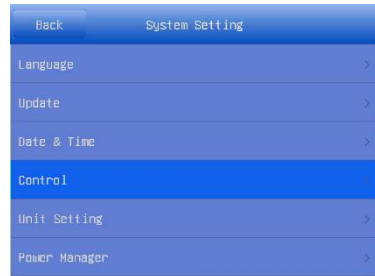 Back System Setting
Language
Update
Date & Time
Control
Unit Setting
Power Manager